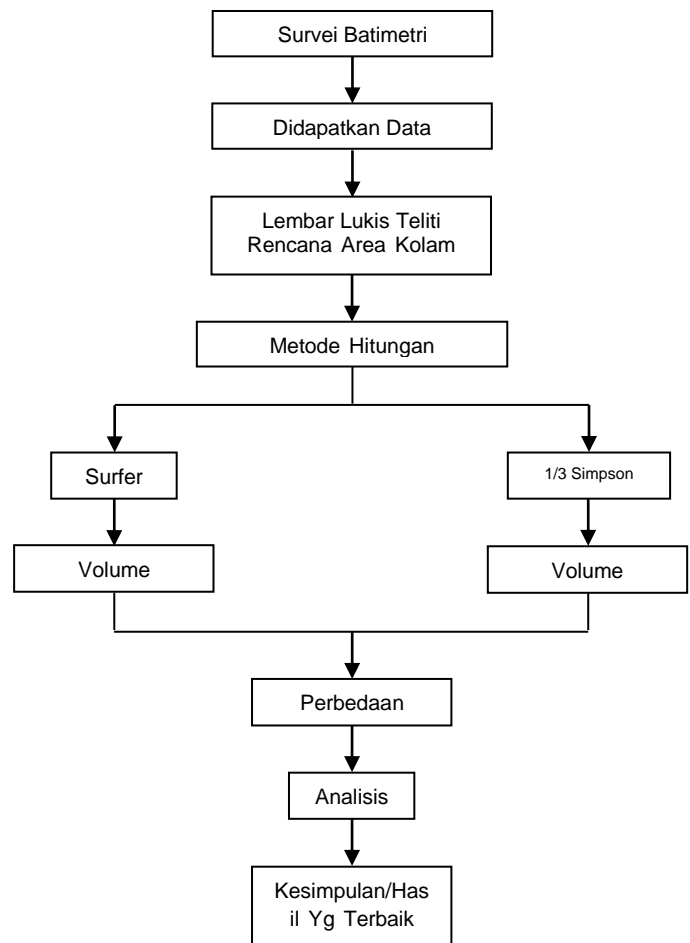 Survei Batimetri
Didapatkan Data
Lembar Lukis Teliti
Rencana Area Kolam
Metode Hitungan
Surfer
1/3 Simpson
Volume
Volume
Perbedaan
Analisis
Kesimpulan/Has
il Yg Terbaik